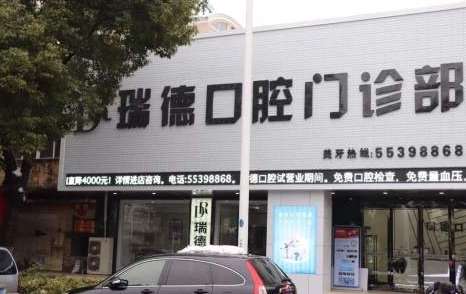 瑞德口腔门诊部
美牙热线:55398868
(直降4000元)详情进店咨询。电话:55398868。 德口腔试营业期间。免费口腔检查,免费量血压,
瑞德